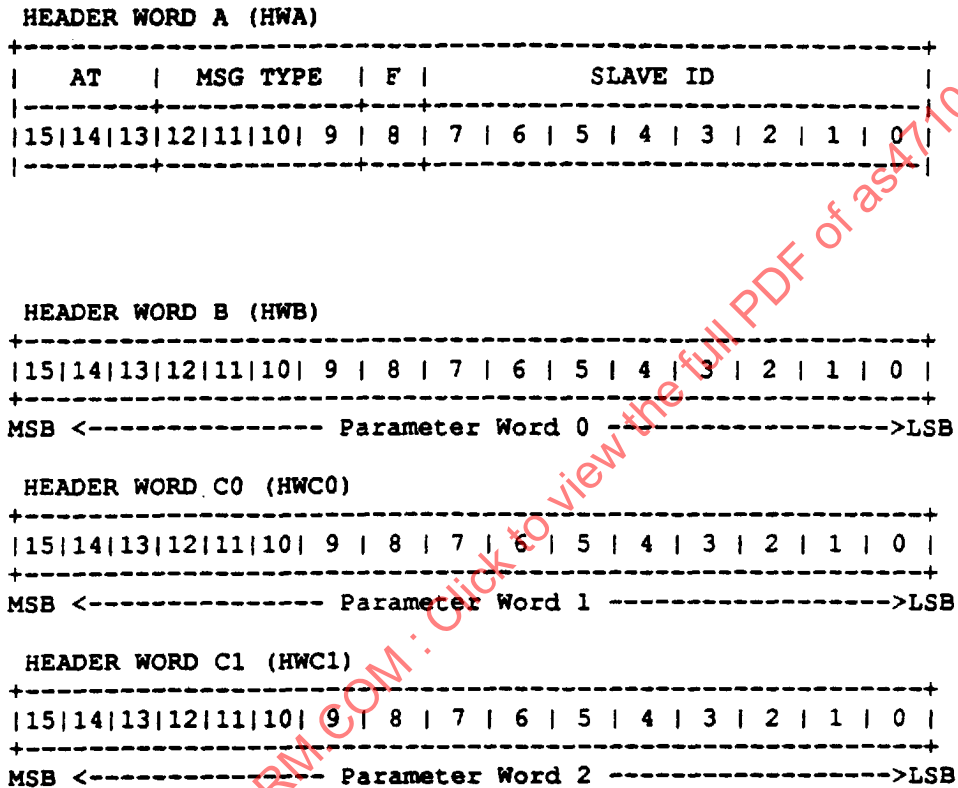 HEADER WORD A (HWA)
+-----------------------------------------------------------------+
| AT | MSG TYPE | F | SLAVE ID |
|----------+--------------+----+-----------------------------------|
|15|14|13|12|11|10| 9 | 8 | 7 | 6 | 5 | 4 | 3 | 2 | 1 | 0 |
|----------+--------------+----+-----------------------------------|
HEADER WORD B (HWB)
+-----------------------------------------------------------------+
|15|14|13|12|11|10| 9 | 8 | 7 | 6 | 5 | 4 | 3 | 2 | 1 | 0 |
+-----------------------------------------------------------------+
MSB <--------------- Parameter Word 0 ------------------>LSB
HEADER WORD C0 (HWC0)
+-----------------------------------------------------------------+
|15|14|13|12|11|10| 9 | 8 | 7 | 6 | 5 | 4 | 3 | 2 | 1 | 0 |
+-----------------------------------------------------------------+
MSB <--------------- Parameter Word 1 ------------------>LSB
HEADER WORD C1 (HWC1)
+-----------------------------------------------------------------+
|15|14|13|12|11|10| 9 | 8 | 7 | 6 | 5 | 4 | 3 | 2 | 1 | 0 |
+-----------------------------------------------------------------+
MSB <--------------- Parameter Word 2 ------------------>LSB
RM.COM : Click to view the full PDF of as4710